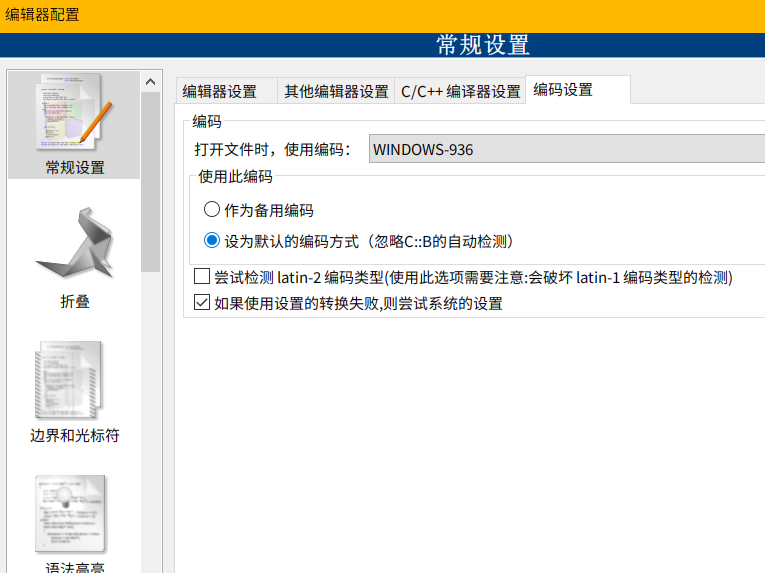 编辑器配置
常规设置
编辑器设置 其他编辑器设置 C/C++ 编译器设置 编码设置
编码
打开文件时，使用编码： WINDOWS-936
使用此编码
作为备用编码
设为默认的编码方式（忽略C::B的自动检测）
尝试检测 latin-2 编码类型(使用此选项需要注意:会破坏 latin-1 编码类型的检测)
如果使用设置的转换失败,则尝试系统的设置
常规设置
折叠
边界和光标符
语法高亮